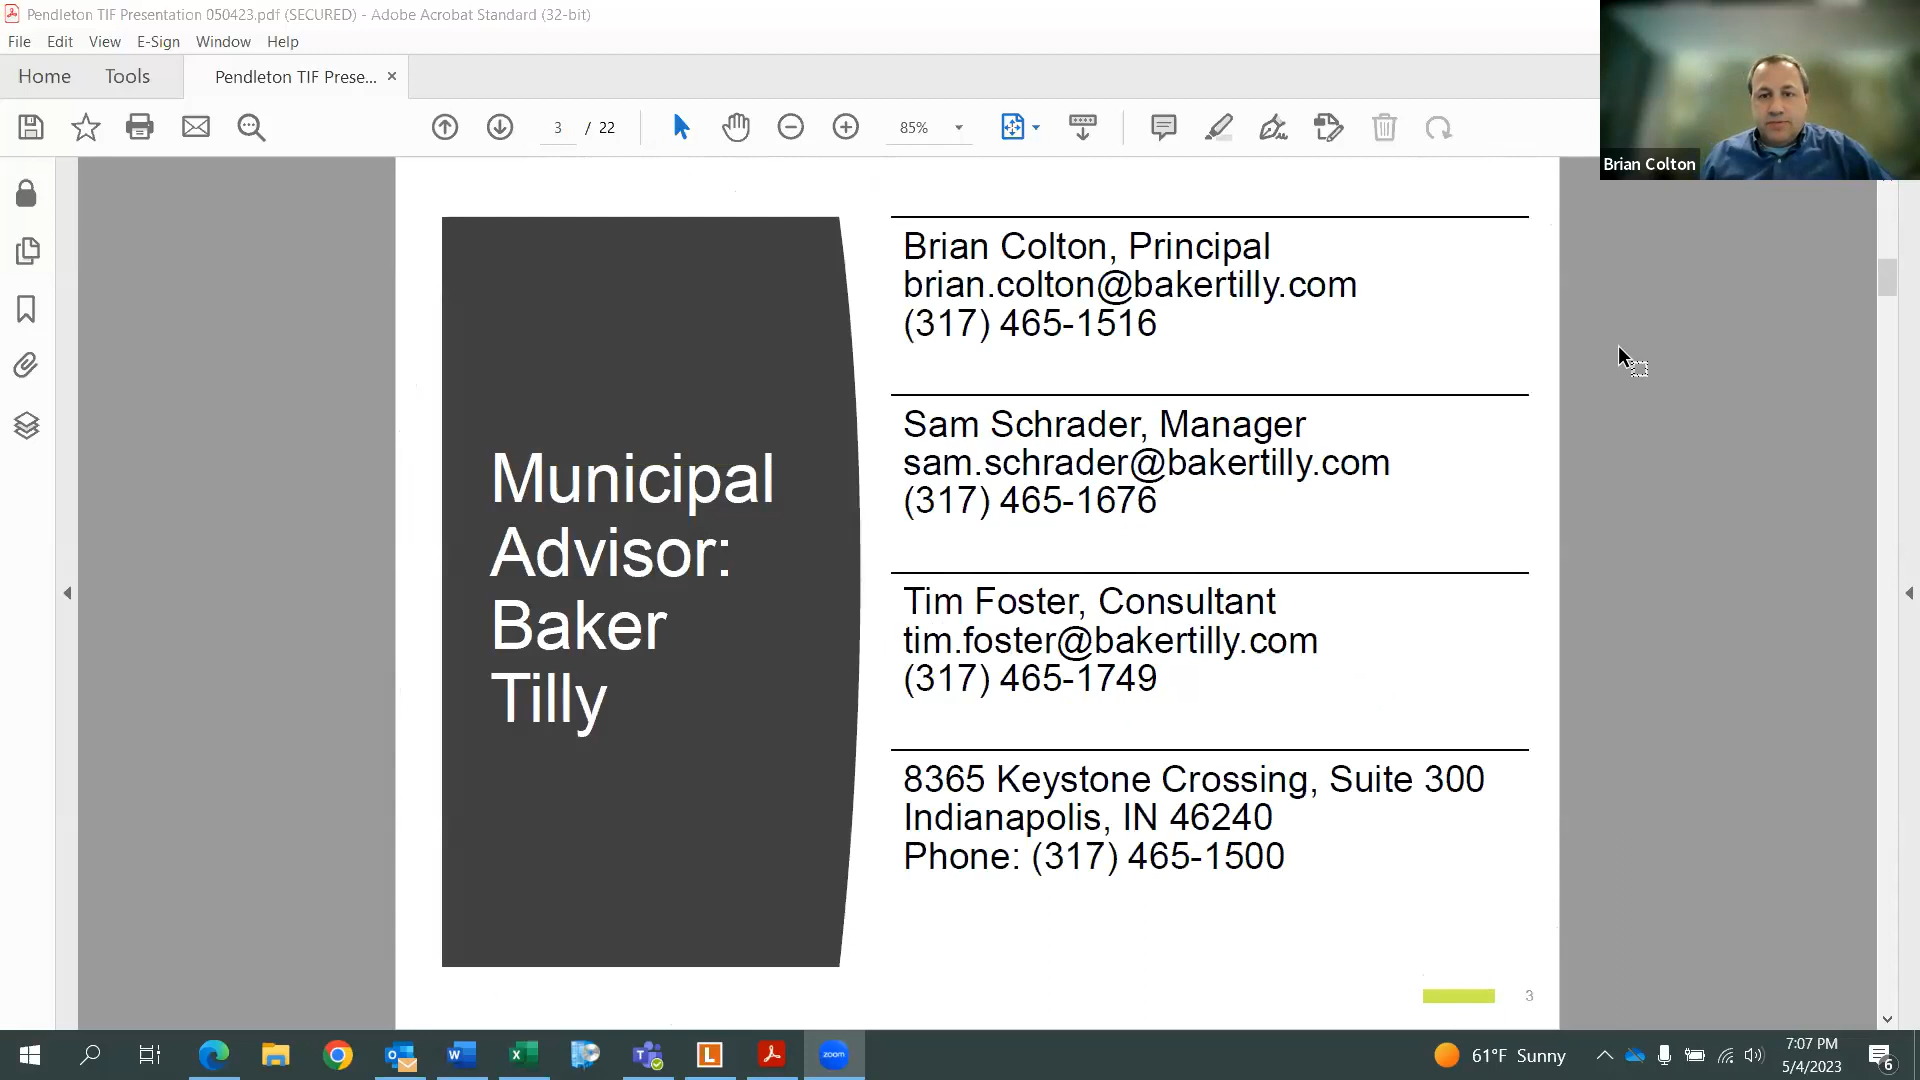 Pendleton TIF Presentation 050423.pdf (SECURED) - Adobe Acrobat Standard (32-bit)
File Edit View E-Sign Window Help
Home Tools Pendleton TIF Prese... ×
3 / 22 85%
Brian Colton
Municipal
Advisor:
Baker
Tilly
Brian Colton, Principal
brian.colton@bakertilly.com
(317) 465-1516
Sam Schrader, Manager
sam.schrader@bakertilly.com
(317) 465-1676
Tim Foster, Consultant
tim.foster@bakertilly.com
(317) 465-1749
8365 Keystone Crossing, Suite 300
Indianapolis, IN 46240
Phone: (317) 465-1500
3
zoom
61°F Sunny
7:07 PM
5/4/2023
6